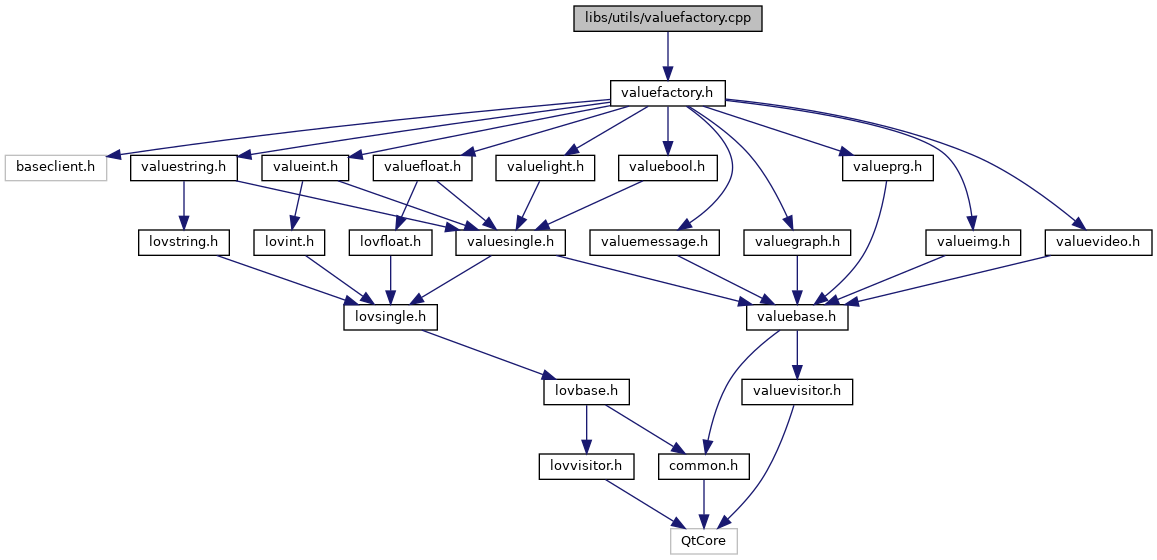 libs/utils/valuefactory.cpp
valuefactory.h
baseclient.h
valuestring.h
valueint.h
valuefloat.h
valuelight.h
valuebool.h
valueprg.h
lovstring.h
lovint.h
lovfloat.h
valuesingle.h
valuemessage.h
valuegraph.h
valueimg.h
valuevideo.h
lovsingle.h
valuebase.h
lovbase.h
valuevisitor.h
lovvisitor.h
common.h
QtCore